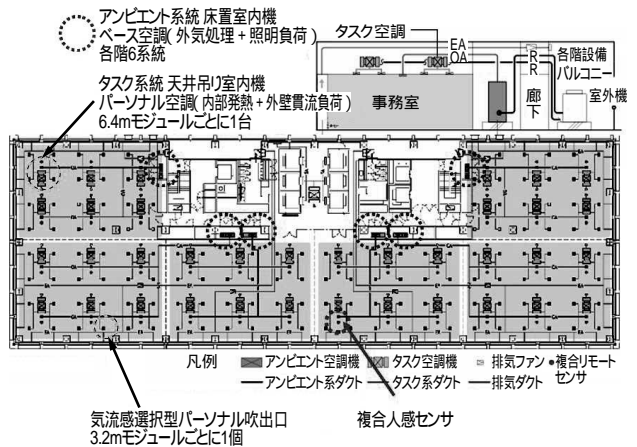 アンビエント系統 床置室内機
ベース空調(外気処理+照明負荷)
各階6系統
タスク系統 天井吊り室内機
パーソナル空調(内部発熱+外壁貫流負荷)
6.4mモジュールごとに1台
タスク空調
EA
OA
R
R
各階設備
バルコニー
室外機
事務室
廊下
凡例
アンビエント空調機
タスク空調機
排気ファン
複合リモート
センサ
アンビエント系ダクト
タスク系ダクト
排気ダクト
気流感選択型パーソナル吹出口
3.2mモジュールごとに1個
複合人感センサ